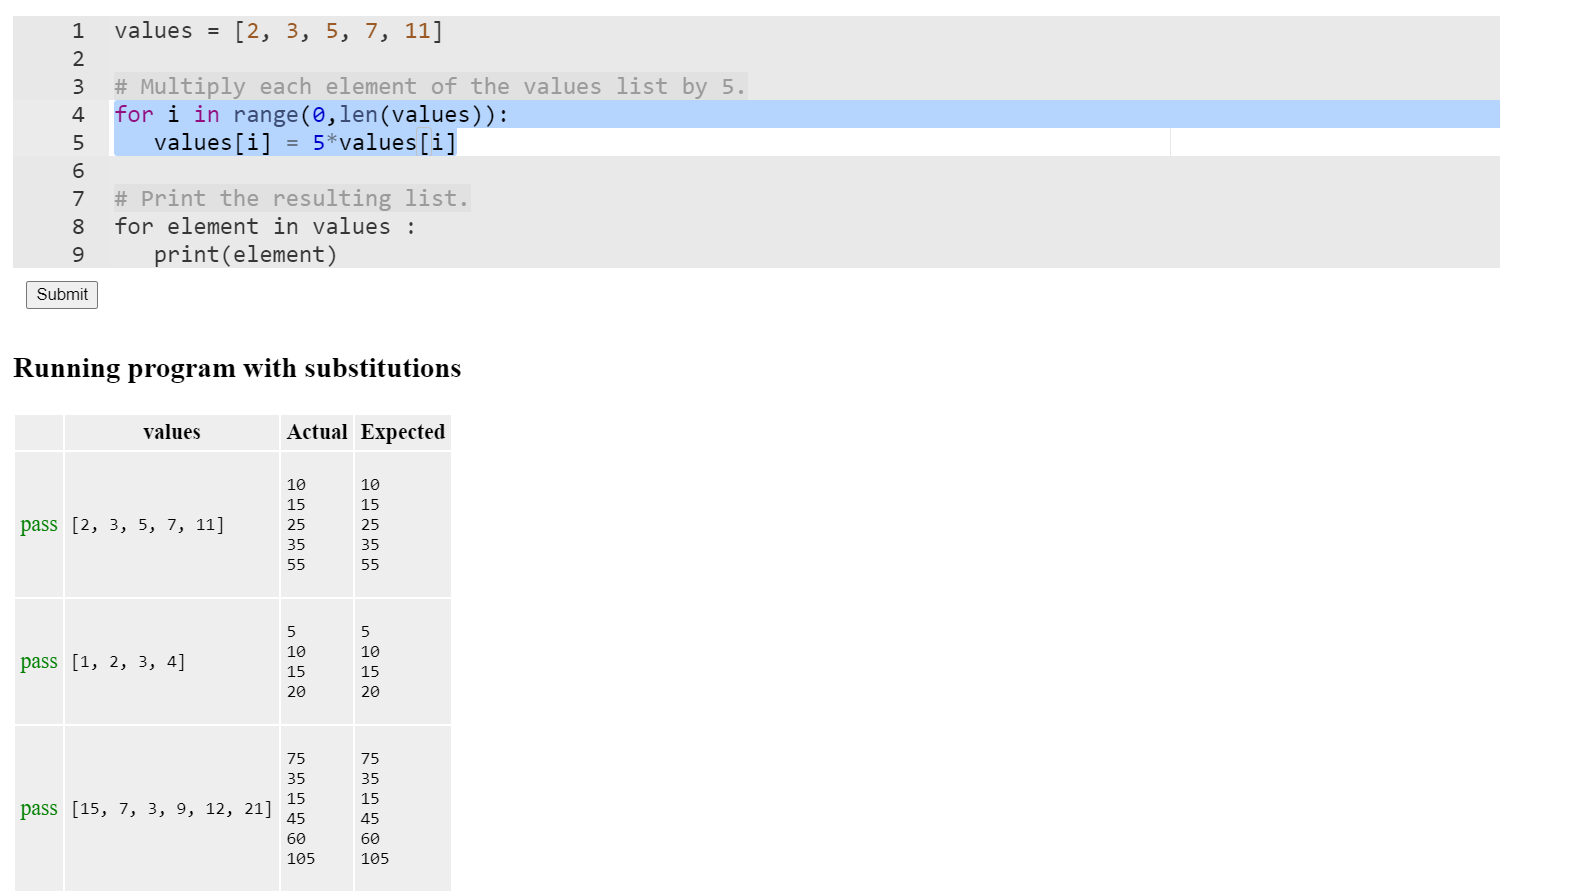 1 values = [2, 3, 5, 7, 11]
2
3 # Multiply each element of the values list by 5.
4 for i in range(0,len(values)):
5    values[i] = 5*values[i]
6
7 # Print the resulting list.
8 for element in values :
9    print(element)
Submit
Running program with substitutions
values Actual Expected
10 10
15 15
pass [2, 3, 5, 7, 11] 25 25
35 35
55 55
5 5
10 10
pass [1, 2, 3, 4] 15 15
20 20
75 75
35 35
15 15
pass [15, 7, 3, 9, 12, 21] 45 45
60 60
105 105